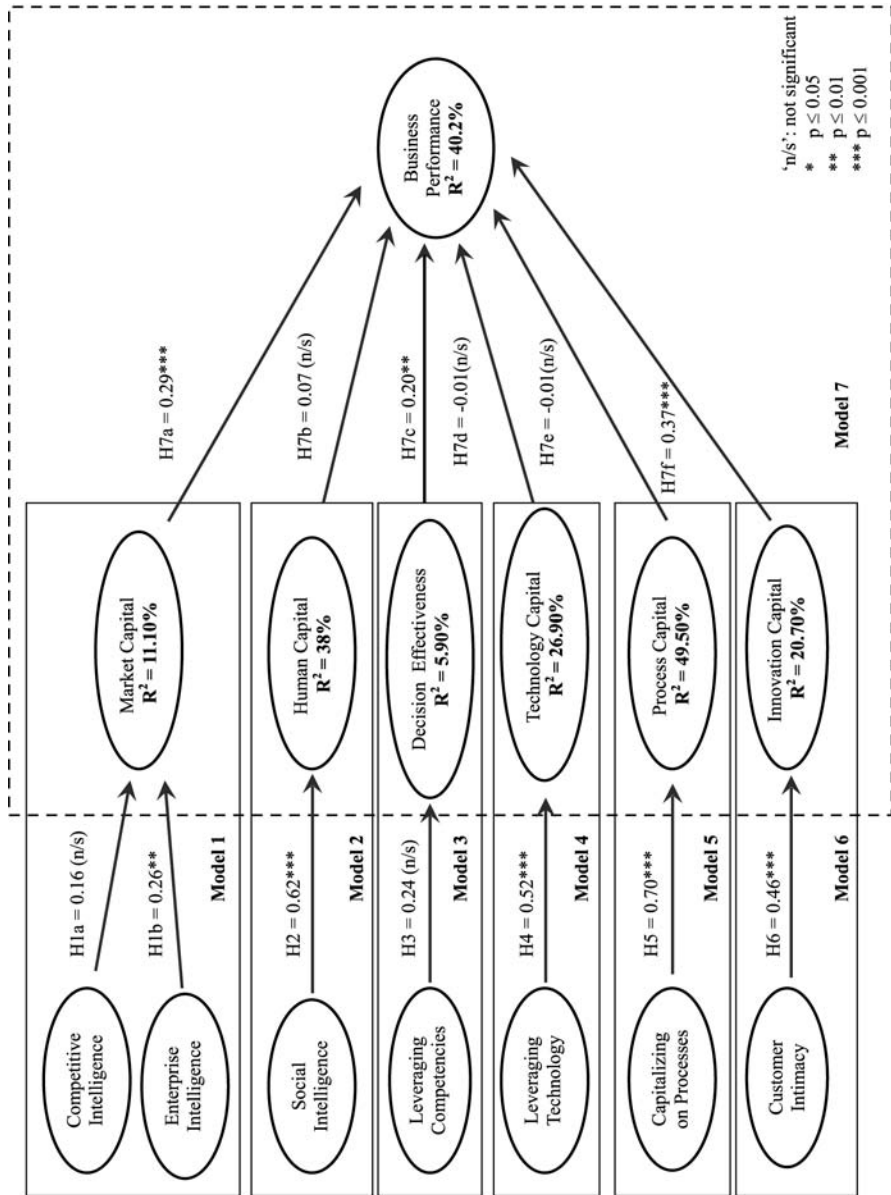 Competitive
Intelligence
Enterprise
Intelligence
H1a = 0.16 (n/s)
H1b = 0.26**
Model 1
Market Capital
R² = 11.10%
Social
Intelligence
H2 = 0.62***
Model 2
Human Capital
R² = 38%
Leveraging
Competencies
H3 = 0.24 (n/s)
Model 3
Decision Effectiveness
R² = 5.90%
Leveraging
Technology
H4 = 0.52***
Model 4
Technology Capital
R² = 26.90%
Capitalizing
on Processes
H5 = 0.70***
Model 5
Process Capital
R² = 49.50%
Customer
Intimacy
H6 = 0.46***
Model 6
Innovation Capital
R² = 20.70%
H7a = 0.29***
H7b = 0.07 (n/s)
H7c = 0.20**
H7d = -0.01(n/s)
H7e = -0.01(n/s)
H7f = 0.37***
Model 7
Business
Performance
R² = 40.2%
‘n/s’: not significant
* p ≤ 0.05
** p ≤ 0.01
*** p ≤ 0.001